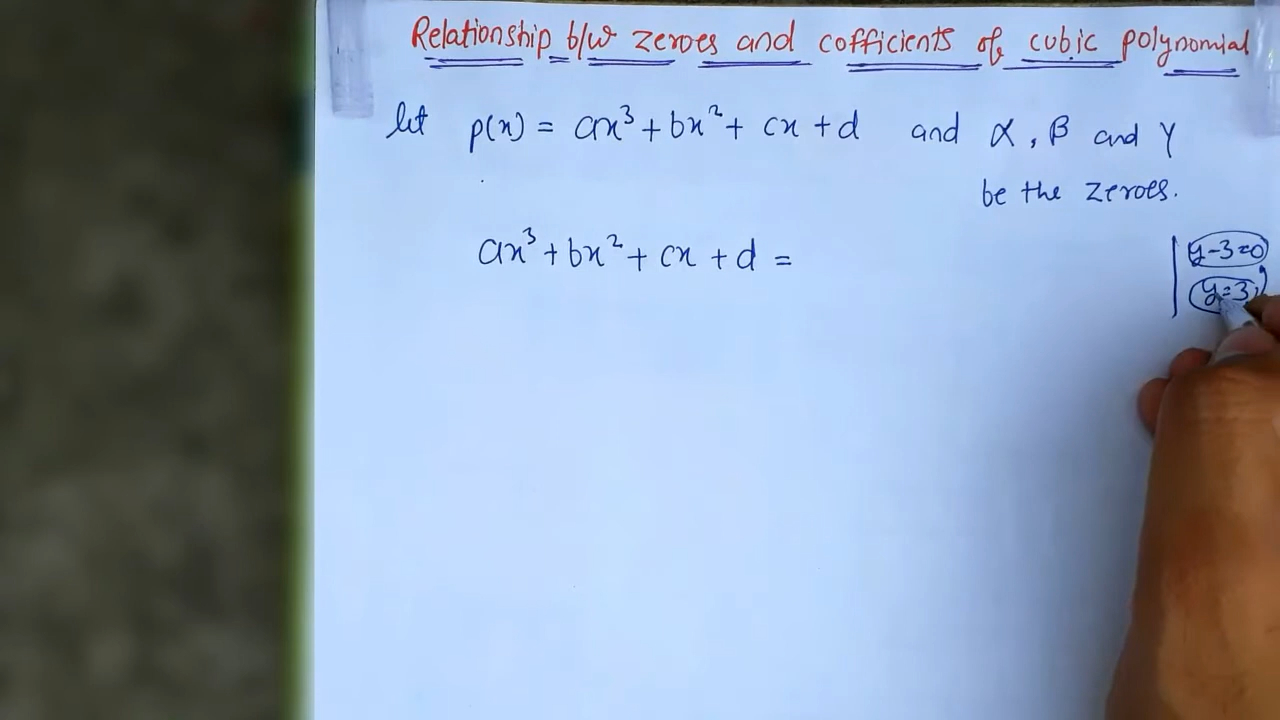 Relationship b/w zeroes and cofficients of cubic polynomial
let p(x) = ax³ + bx² + cx + d and α, β and γ
be the zeroes.
ax³ + bx² + cx + d =
y-3=0
y=3